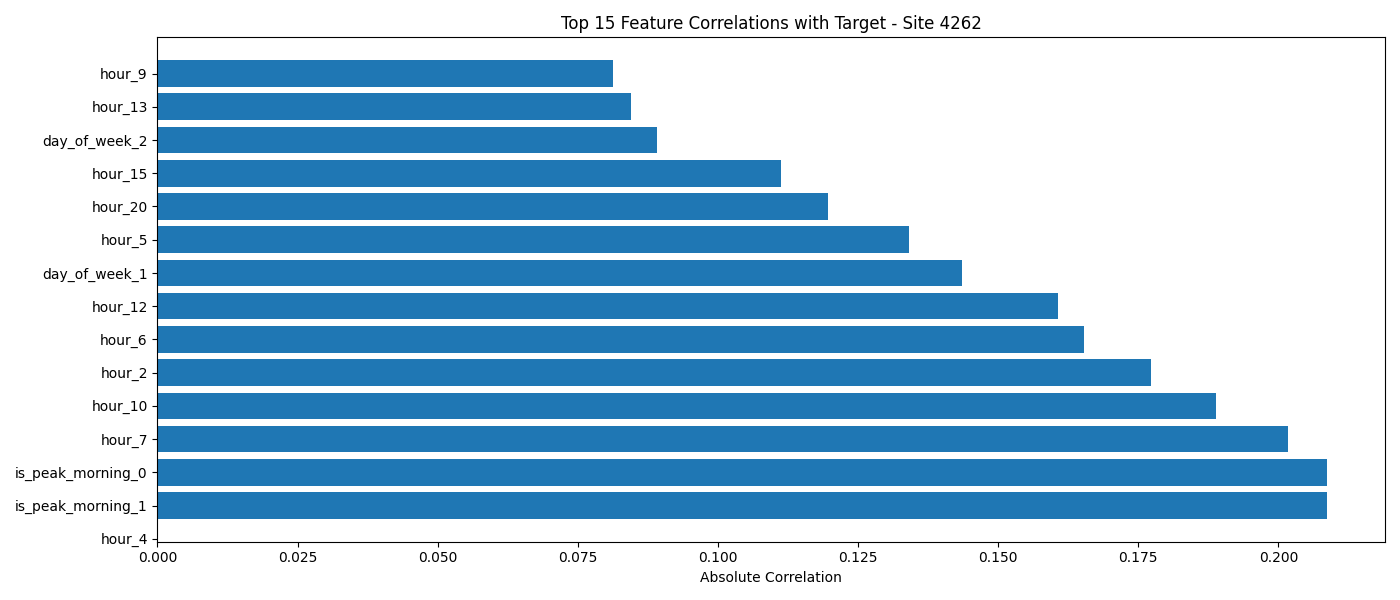 Top 15 Feature Correlations with Target - Site 4262
hour_9
hour_13
day_of_week_2
hour_15
hour_20
hour_5
day_of_week_1
hour_12
hour_6
hour_2
hour_10
hour_7
is_peak_morning_0
is_peak_morning_1
hour_4
0.000 0.025 0.050 0.075 0.100 0.125 0.150 0.175 0.200
Absolute Correlation